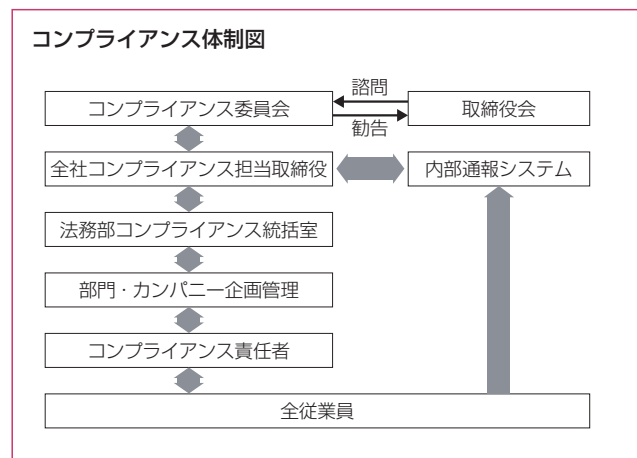 コンプライアンス体制図
諮問
コンプライアンス委員会
取締役会
勧告
全社コンプライアンス担当取締役
内部通報システム
法務部コンプライアンス統括室
部門・カンパニー企画管理
コンプライアンス責任者
全従業員